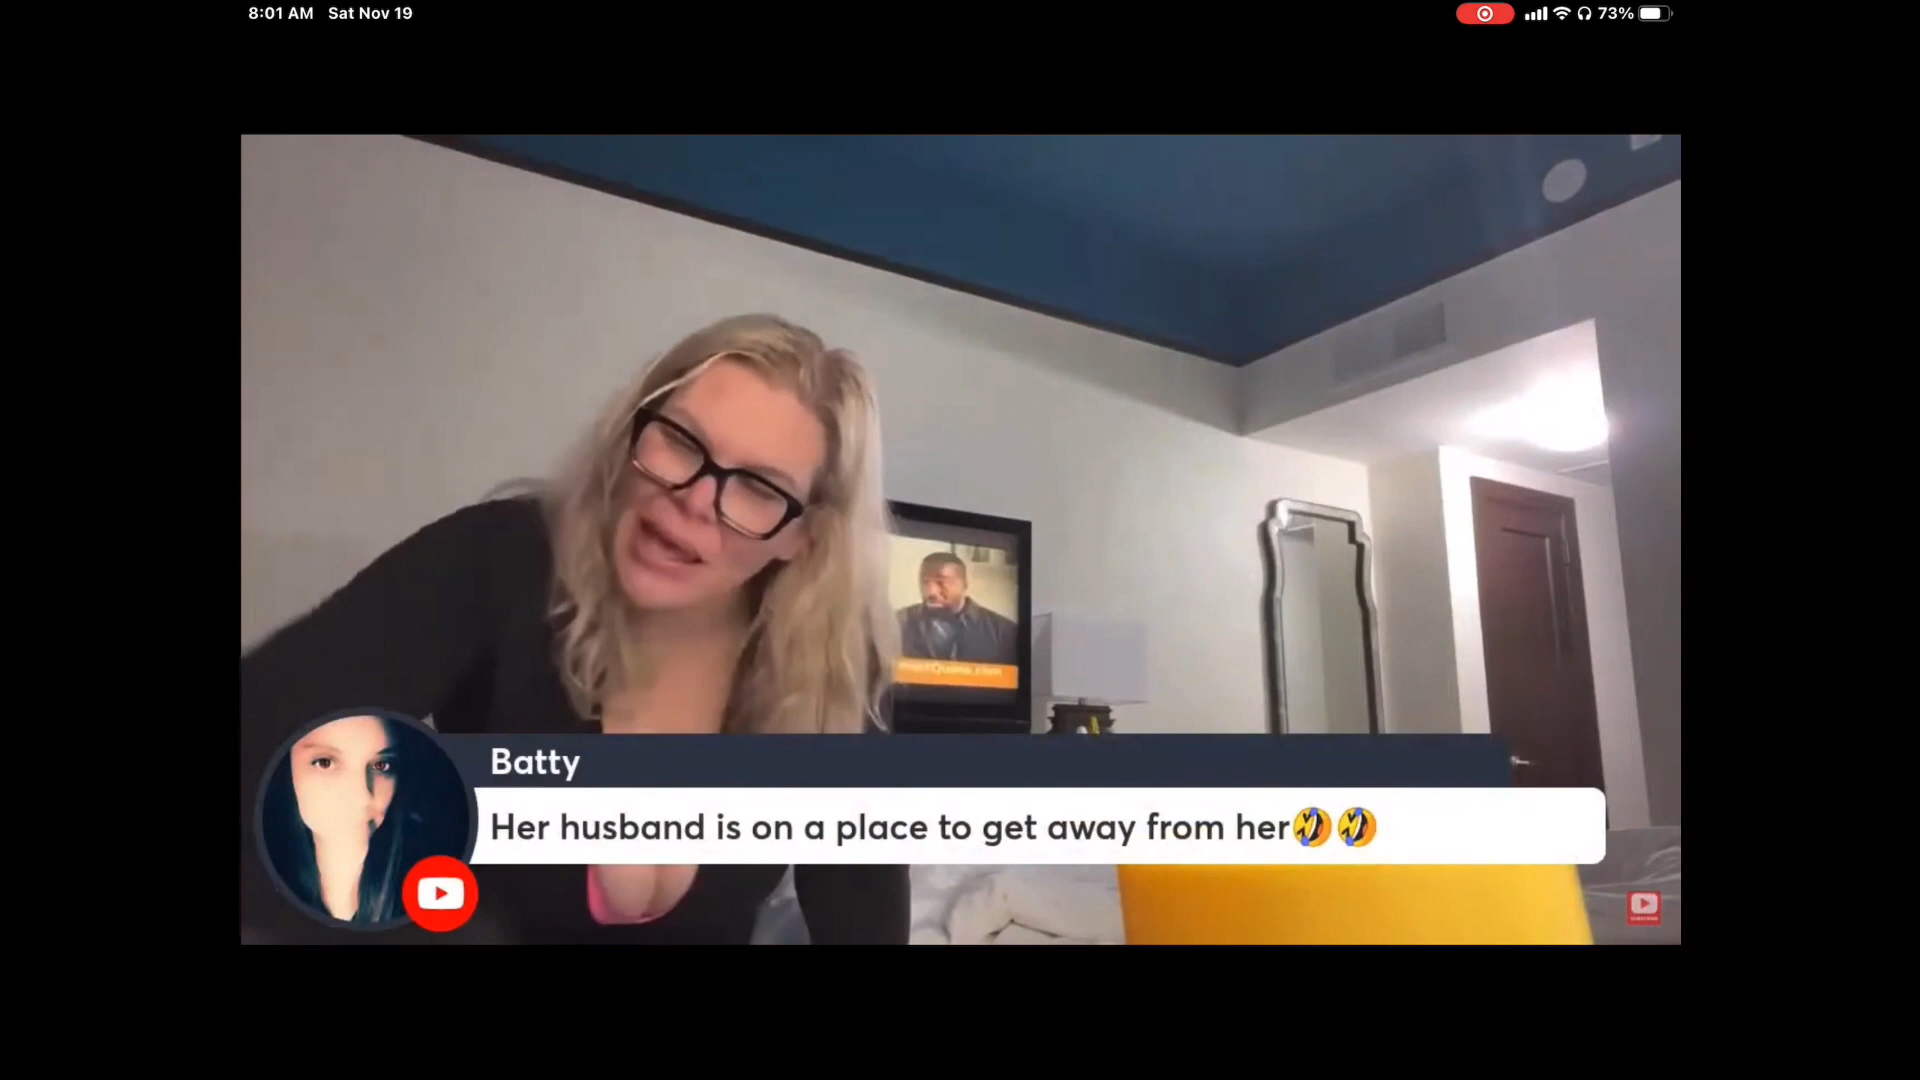 8:01 AM Sat Nov 19
73%
Batty
Her husband is on a place to get away from her🤣🤣